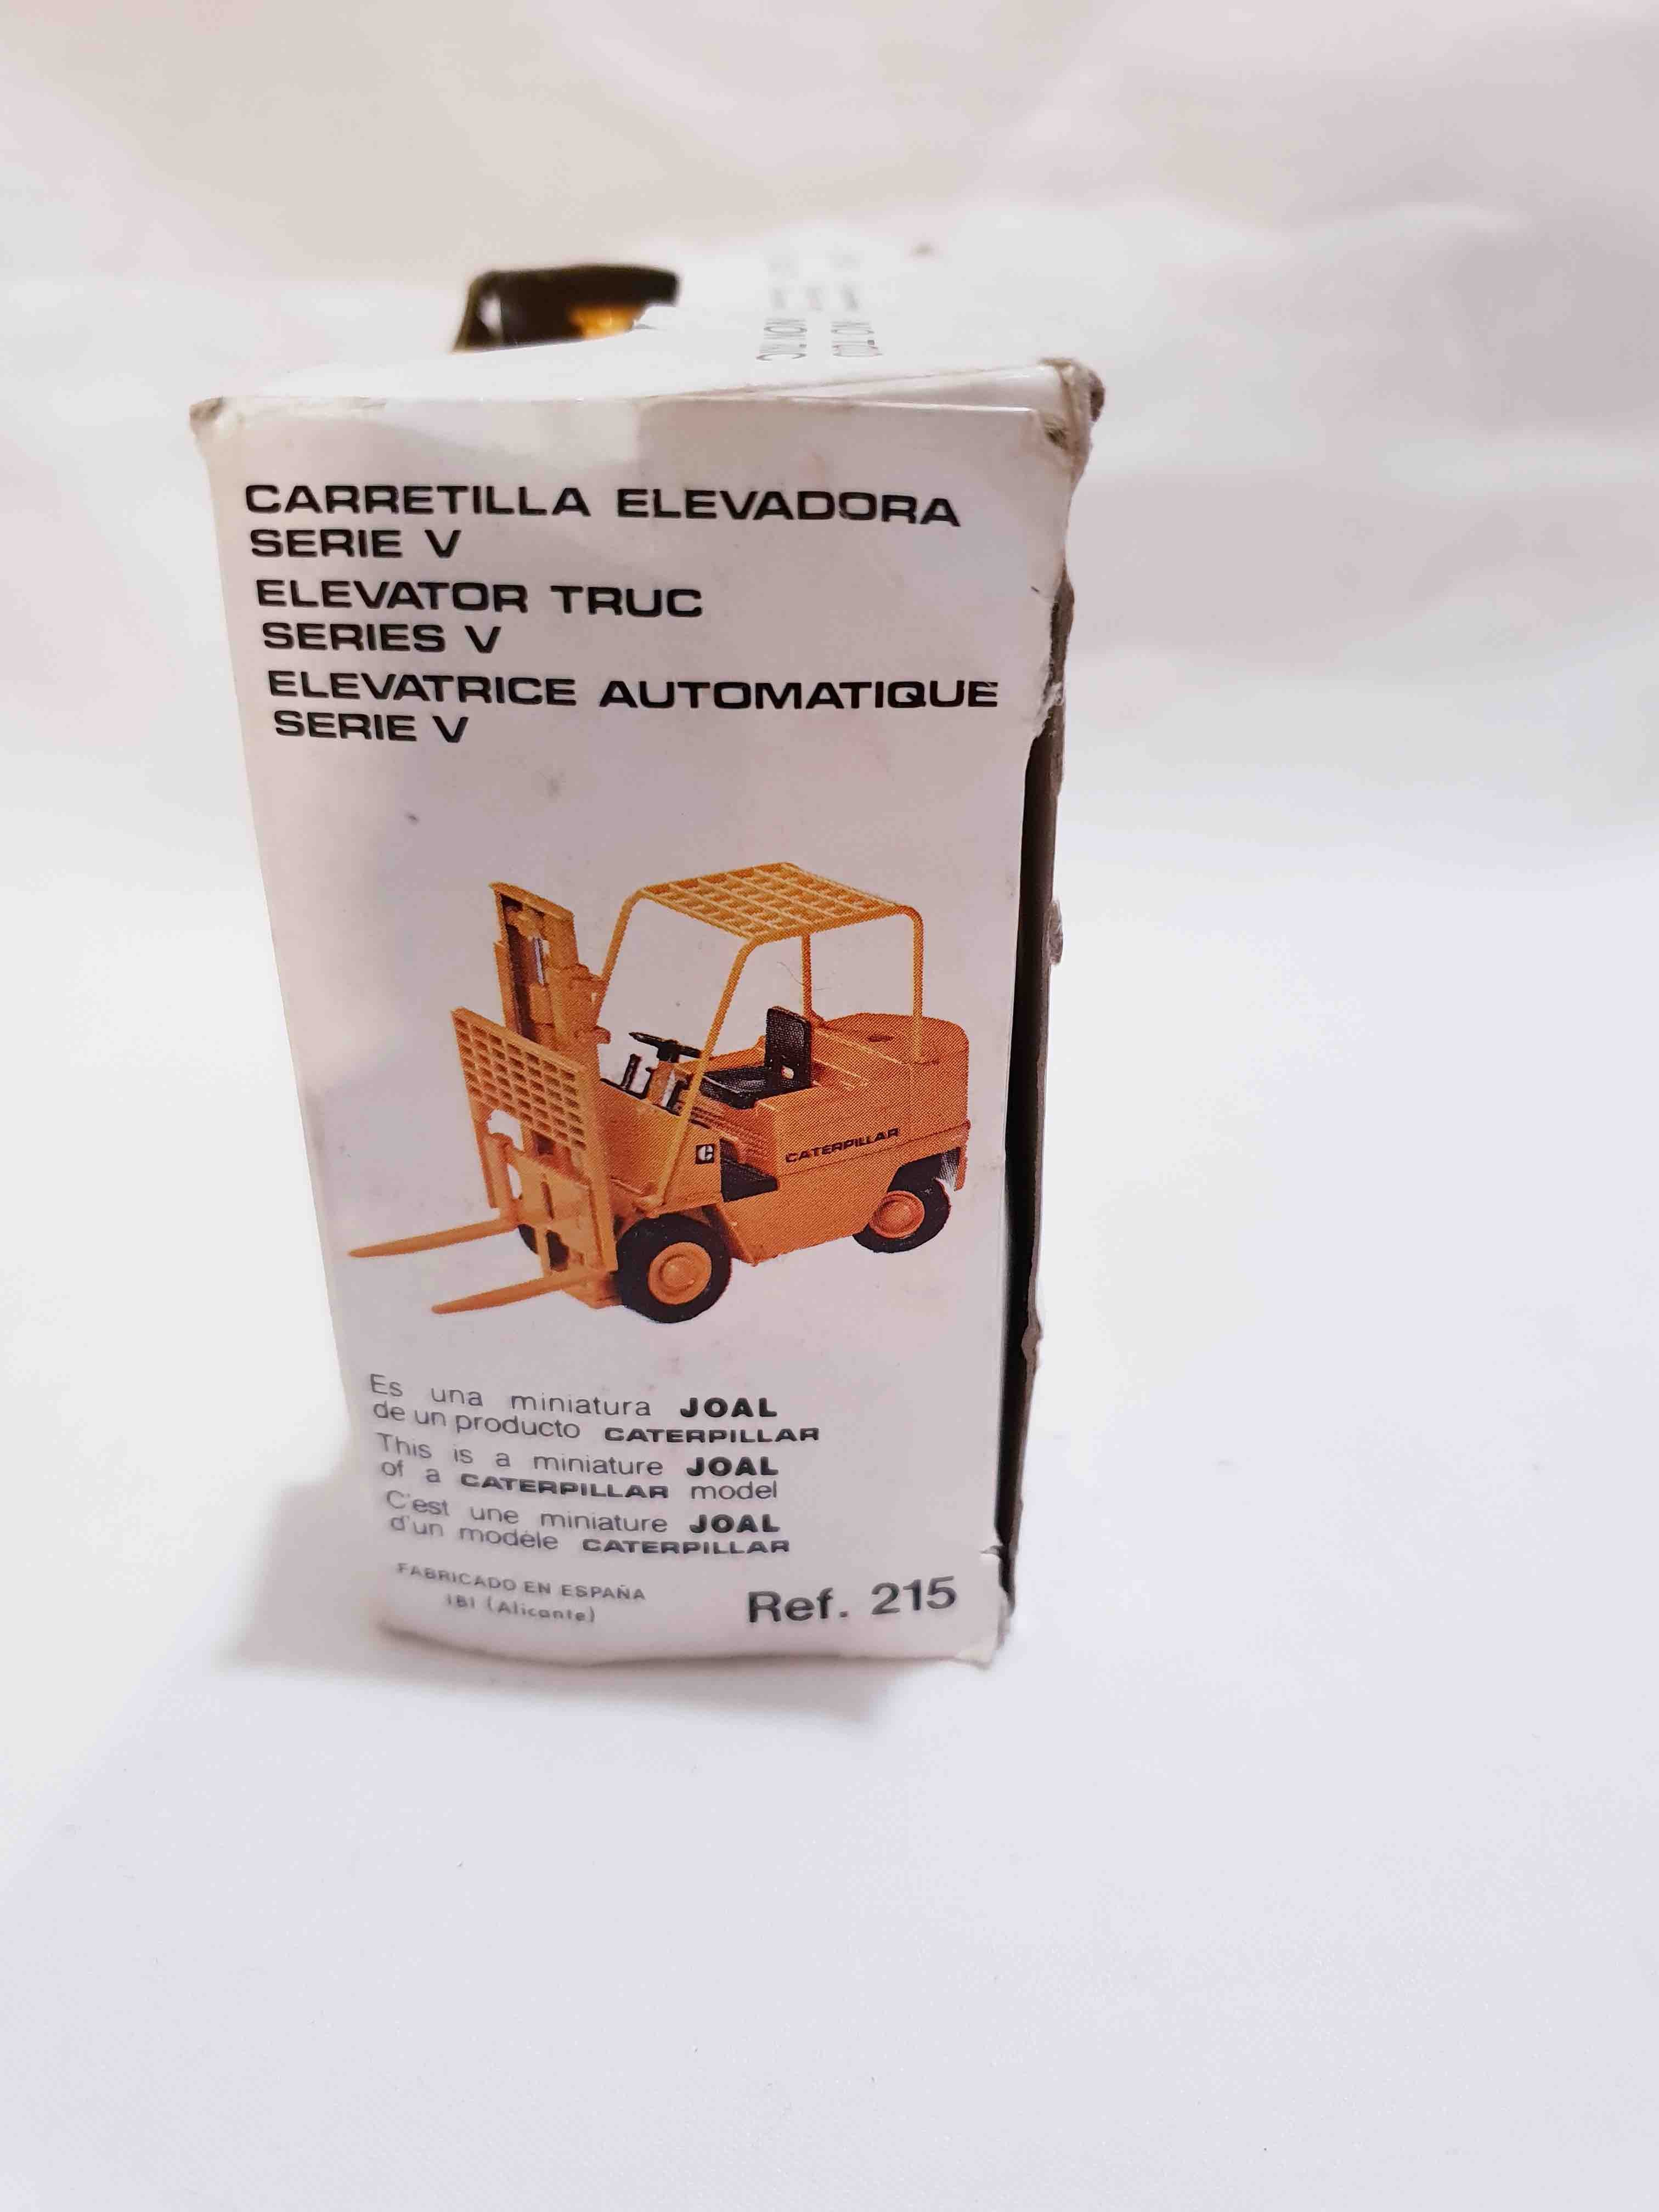 CARRETILLA ELEVADORA
SERIE V
ELEVATOR TRUC
SERIES V
ELEVATRICE AUTOMATIQUE
SERIE V
C
CATERPILLAR
Es una miniatura JOAL
de un producto CATERPILLAR
This is a miniature JOAL
of a CATERPILLAR model
C'est une miniature JOAL
d'un modèle CATERPILLAR
FABRICADO EN ESPAÑA
IBI (Alicante)
Ref. 215